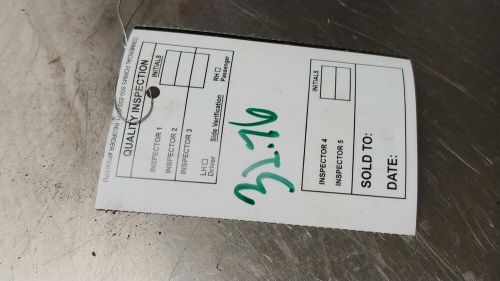 QUALITY INSPECTION
INITIALS
INSPECTOR 1
INSPECTOR 2
INSPECTOR 3
Side Verification
LH☐ RH☐
Driver Passenger
32.76
INITIALS
INSPECTOR 4
INSPECTOR 5
SOLD TO:
DATE: